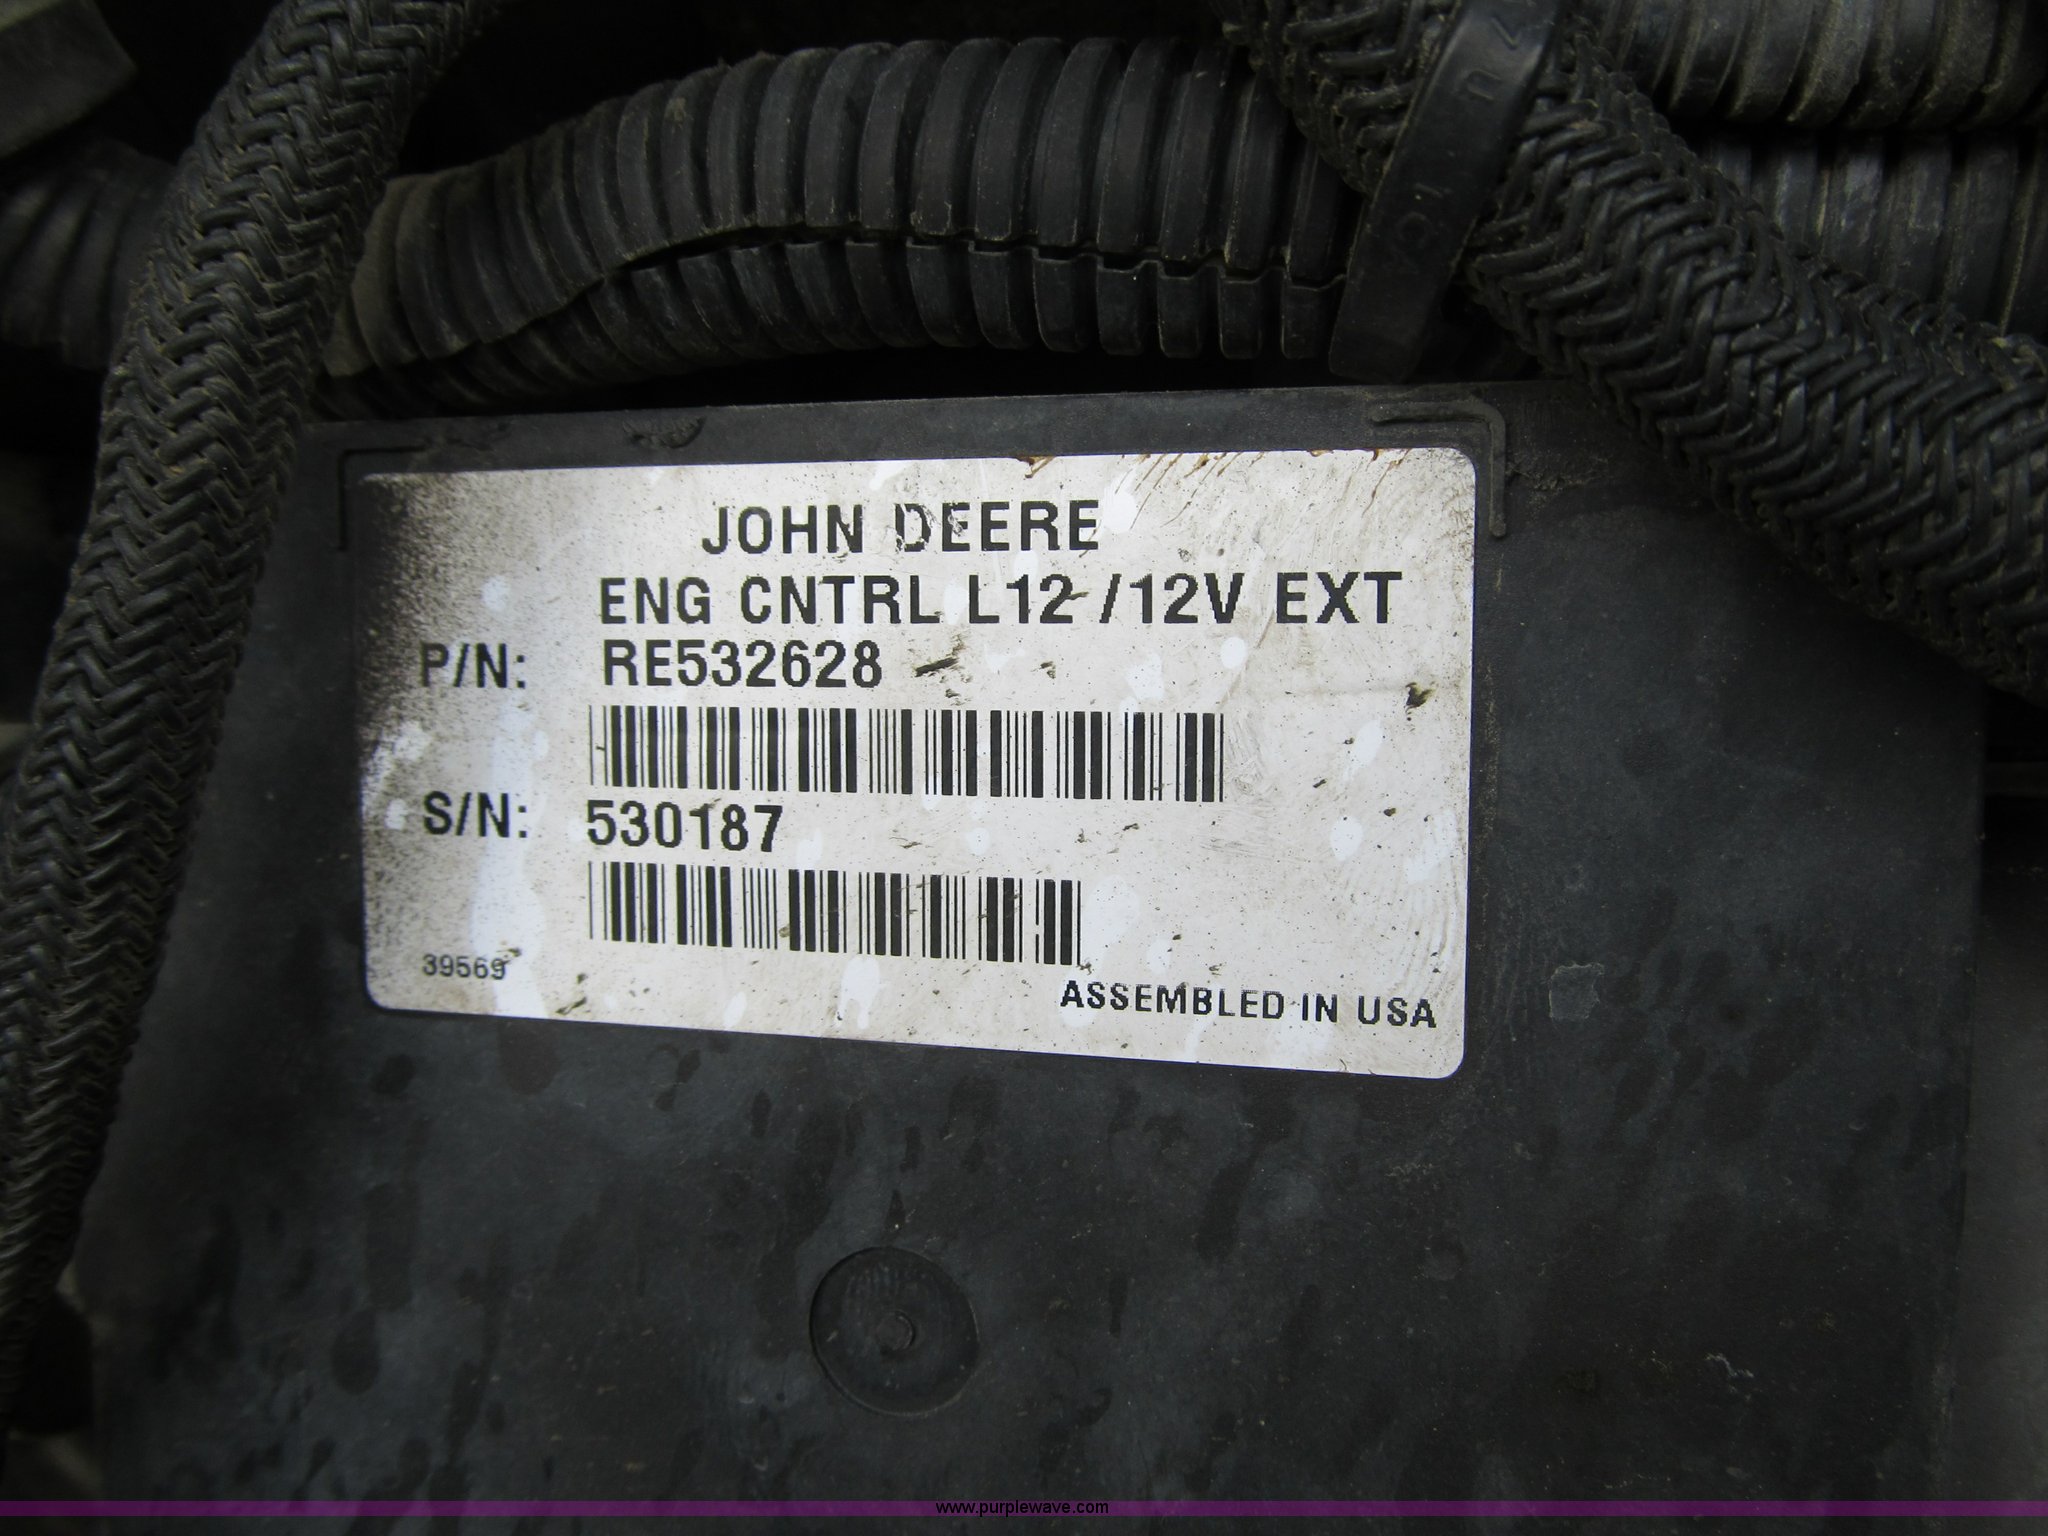 JOHN DEERE
ENG CNTRL L12 /12V EXT
P/N: RE532628
S/N: 530187
39569
ASSEMBLED IN USA
www.purplewave.com